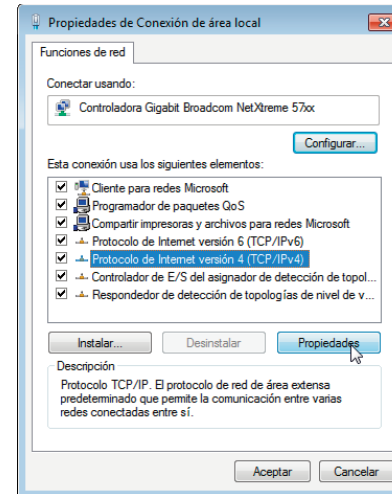 Propiedades de Conexión de área local
Funciones de red
Conectar usando:
Controladora Gigabit Broadcom NetXtreme 57xx
Configurar...
Esta conexión usa los siguientes elementos:
Cliente para redes Microsoft
Programador de paquetes QoS
Compartir impresoras y archivos para redes Microsoft
Protocolo de Internet versión 6 (TCP/IPv6)
Protocolo de Internet versión 4 (TCP/IPv4)
Controlador de E/S del asignador de detección de topol...
Respondedor de detección de topologías de nivel de v...
Instalar... Desinstalar Propiedades
Descripción
Protocolo TCP/IP. El protocolo de red de área extensa
predeterminado que permite la comunicación entre varias
redes conectadas entre sí.
Aceptar Cancelar